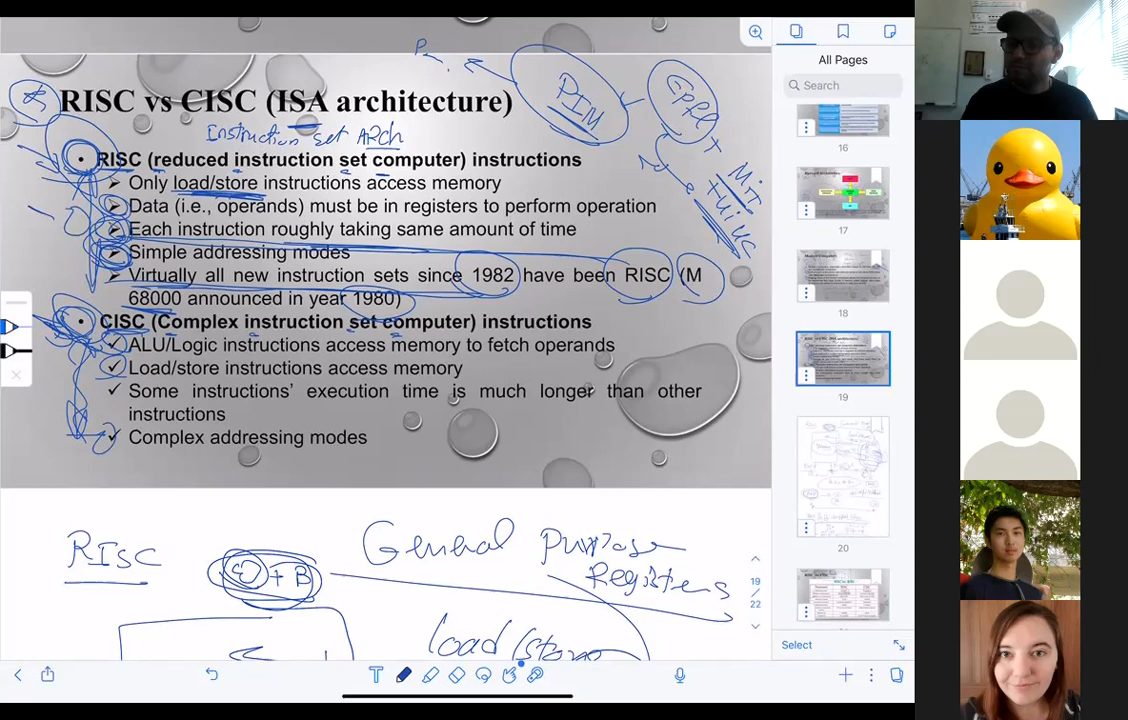 All Pages
Search
16
17
18
19
20
19
/
22
Select
P
PIM
EPFL
+
MIT
RISC vs CISC (ISA architecture)
Instruction set ARch
• RISC (reduced instruction set computer) instructions
➢ Only load/store instructions access memory
➢ Data (i.e., operands) must be in registers to perform operation
➢ Each instruction roughly taking same amount of time
➢ Simple addressing modes
➢ Virtually all new instruction sets since 1982 have been RISC (M
68000 announced in year 1980)
• CISC (Complex instruction set computer) instructions
✓ ALU/Logic instructions access memory to fetch operands
✓ Load/store instructions access memory
✓ Some instructions' execution time is much longer than other
instructions
✓ Complex addressing modes
RISC
+ B
General Purpose
Registers
load/store
T